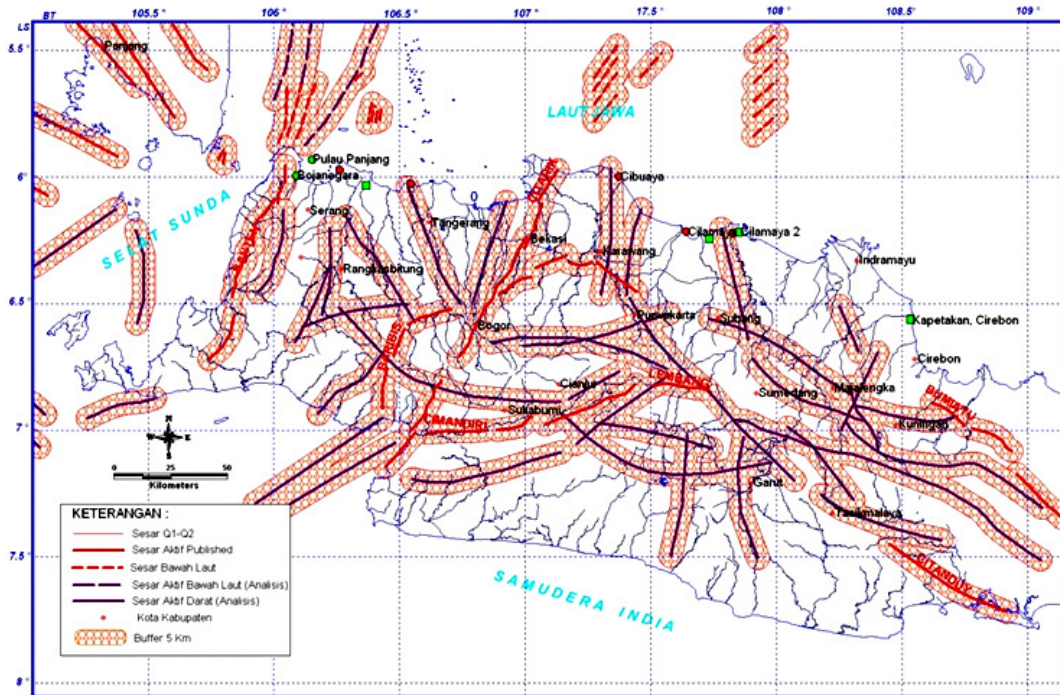 BT 105.5 106 ° 106.5 107 ° 107.5 108 ° 108.5 109 °
LS
5.5 °
6 °
6.5 °
7 °
7.5 °
8 °
Panjang
LAUT JAWA
SELAT SUNDA
Pulau Panjang
Bojanegara
Cibuaya
Serang
Tangerang
Bekasi
Karawang
Cilamaya
Cilamaya 2
Rangkasbitung
Indramayu
Bogor
Purwakarta
Subang
Kapetakan, Cirebon
Cirebon
Cianjur
LEMBANG
Sumedang
Majalengka
Sukabumi
CIMANDIRI
Kuningan
Garut
Tasikmalaya
CITANDUY
SAMUDERA INDIA
N
W E
S
0 25 50
Kilometers
KETERANGAN :
Sesar Q1-Q2
Sesar Aktif Published
Sesar Bawah Laut
Sesar Aktif Bawah Laut (Analisis)
Sesar Aktif Darat (Analisis)
Kota Kabupaten
Buffer 5 Km